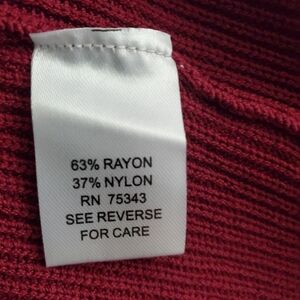 63% RAYON
37% NYLON
RN 75343
SEE REVERSE
FOR CARE